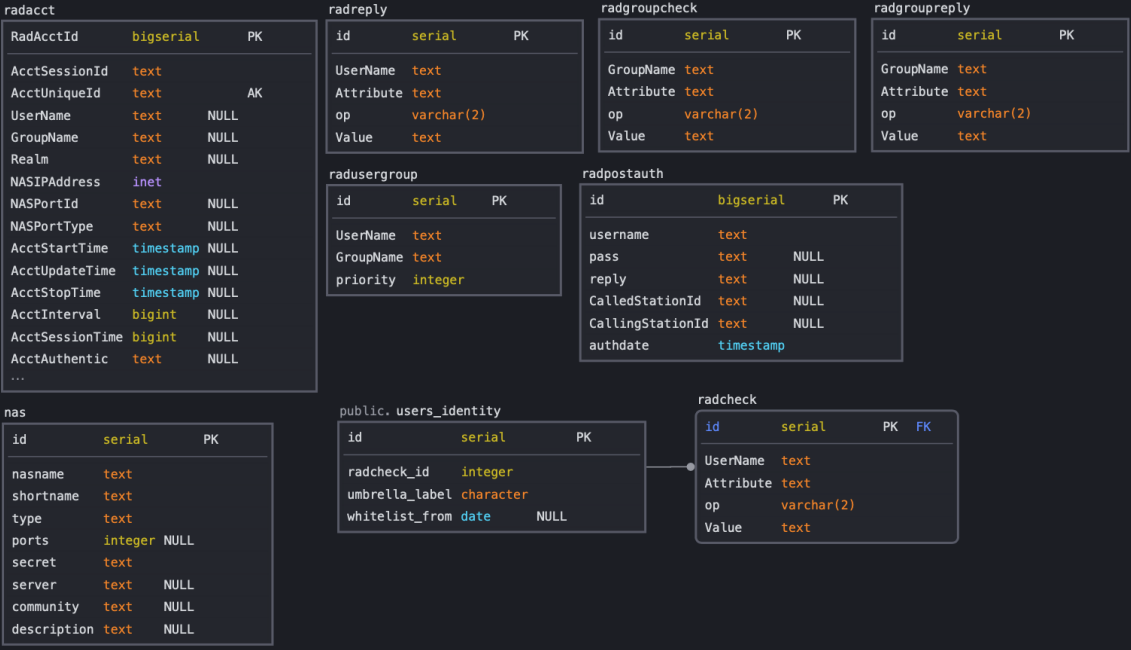 radacct
RadAcctId bigserial PK
AcctSessionId text
AcctUniqueId text AK
UserName text NULL
GroupName text NULL
Realm text NULL
NASIPAddress inet
NASPortId text NULL
NASPortType text NULL
AcctStartTime timestamp NULL
AcctUpdateTime timestamp NULL
AcctStopTime timestamp NULL
AcctInterval bigint NULL
AcctSessionTime bigint NULL
AcctAuthentic text NULL
...
radreply
id serial PK
UserName text
Attribute text
op varchar(2)
Value text
radgroupcheck
id serial PK
GroupName text
Attribute text
op varchar(2)
Value text
radgroupreply
id serial PK
GroupName text
Attribute text
op varchar(2)
Value text
radusergroup
id serial PK
UserName text
GroupName text
priority integer
radpostauth
id bigserial PK
username text
pass text NULL
reply text NULL
CalledStationId text NULL
CallingStationId text NULL
authdate timestamp
nas
id serial PK
nasname text
shortname text
type text
ports integer NULL
secret text
server text NULL
community text NULL
description text NULL
public. users_identity
id serial PK
radcheck_id integer
umbrella_label character
whitelist_from date NULL
radcheck
id serial PK FK
UserName text
Attribute text
op varchar(2)
Value text